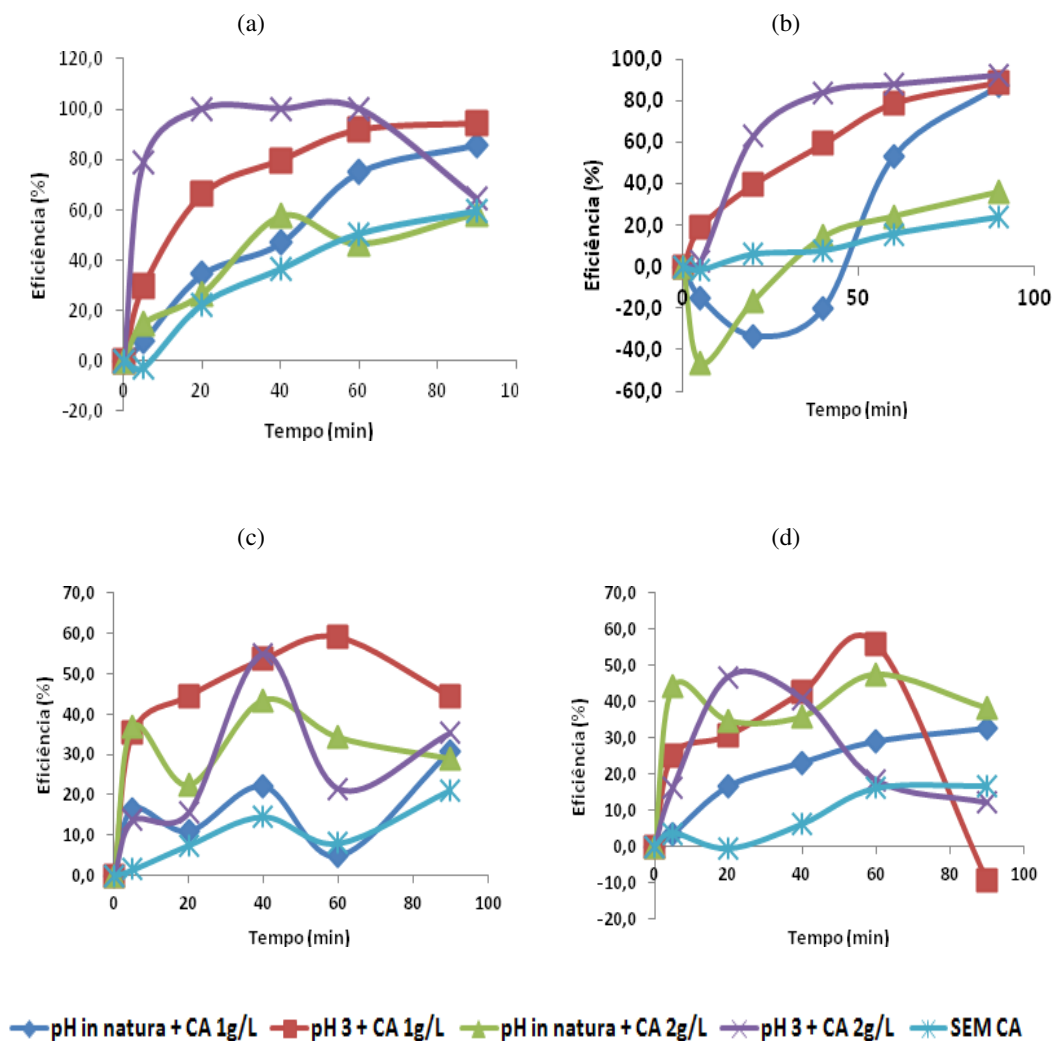 (a)
(b)
120,0
100,0
80,0
60,0
40,0
20,0
0,0
-20,0
0 20 40 60 80 10
Eficiência (%)
Tempo (min)
100,0
80,0
60,0
40,0
20,0
0,0
-20,0
-40,0
-60,0
0 50 100
Eficiência (%)
Tempo (min)
(c)
(d)
70,0
60,0
50,0
40,0
30,0
20,0
10,0
0,0
0 20 40 60 80 100
Eficiência (%)
Tempo (min)
70,0
60,0
50,0
40,0
30,0
20,0
10,0
0,0
-10,0
-20,0
0 20 40 60 80 100
Eficiência (%)
Tempo (min)
pH in natura + CA 1g/L pH 3 + CA 1g/L pH in natura + CA 2g/L pH 3 + CA 2g/L SEM CA